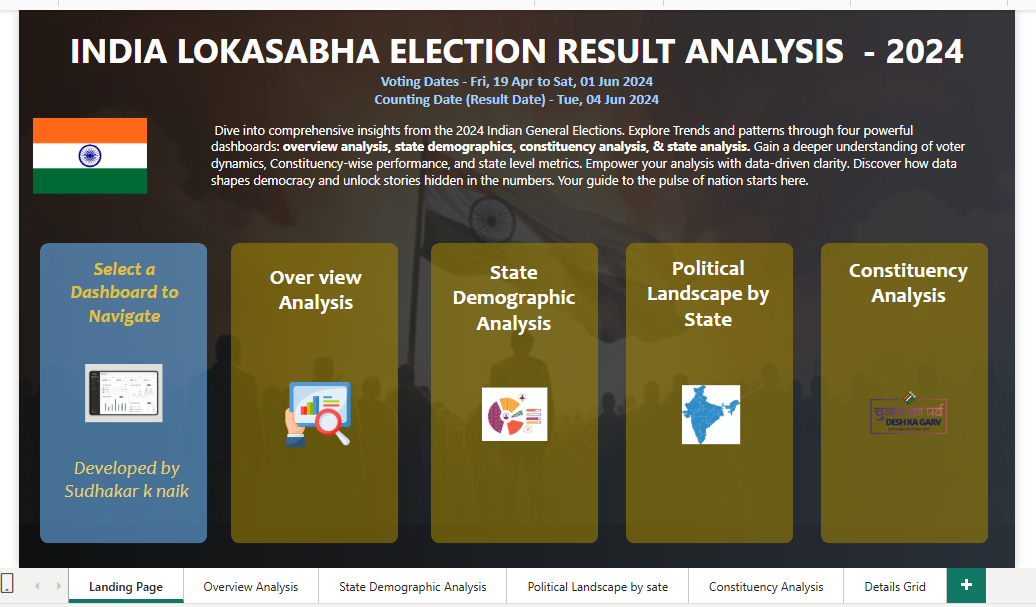 INDIA LOKASABHA ELECTION RESULT ANALYSIS - 2024
Voting Dates - Fri, 19 Apr to Sat, 01 Jun 2024
Counting Date (Result Date) - Tue, 04 Jun 2024
Dive into comprehensive insights from the 2024 Indian General Elections. Explore Trends and patterns through four powerful
dashboards: overview analysis, state demographics, constituency analysis, & state analysis. Gain a deeper understanding of voter
dynamics, Constituency-wise performance, and state level metrics. Empower your analysis with data-driven clarity. Discover how data
shapes democracy and unlock stories hidden in the numbers. Your guide to the pulse of nation starts here.
Select a
Dashboard to
Navigate
Developed by
Sudhakar k naik
Over view
Analysis
State
Demographic
Analysis
Political
Landscape by
State
Constituency
Analysis
चुनाव का पर्व
DESH KA GARV
Landing Page
Overview Analysis
State Demographic Analysis
Political Landscape by sate
Constituency Analysis
Details Grid
+